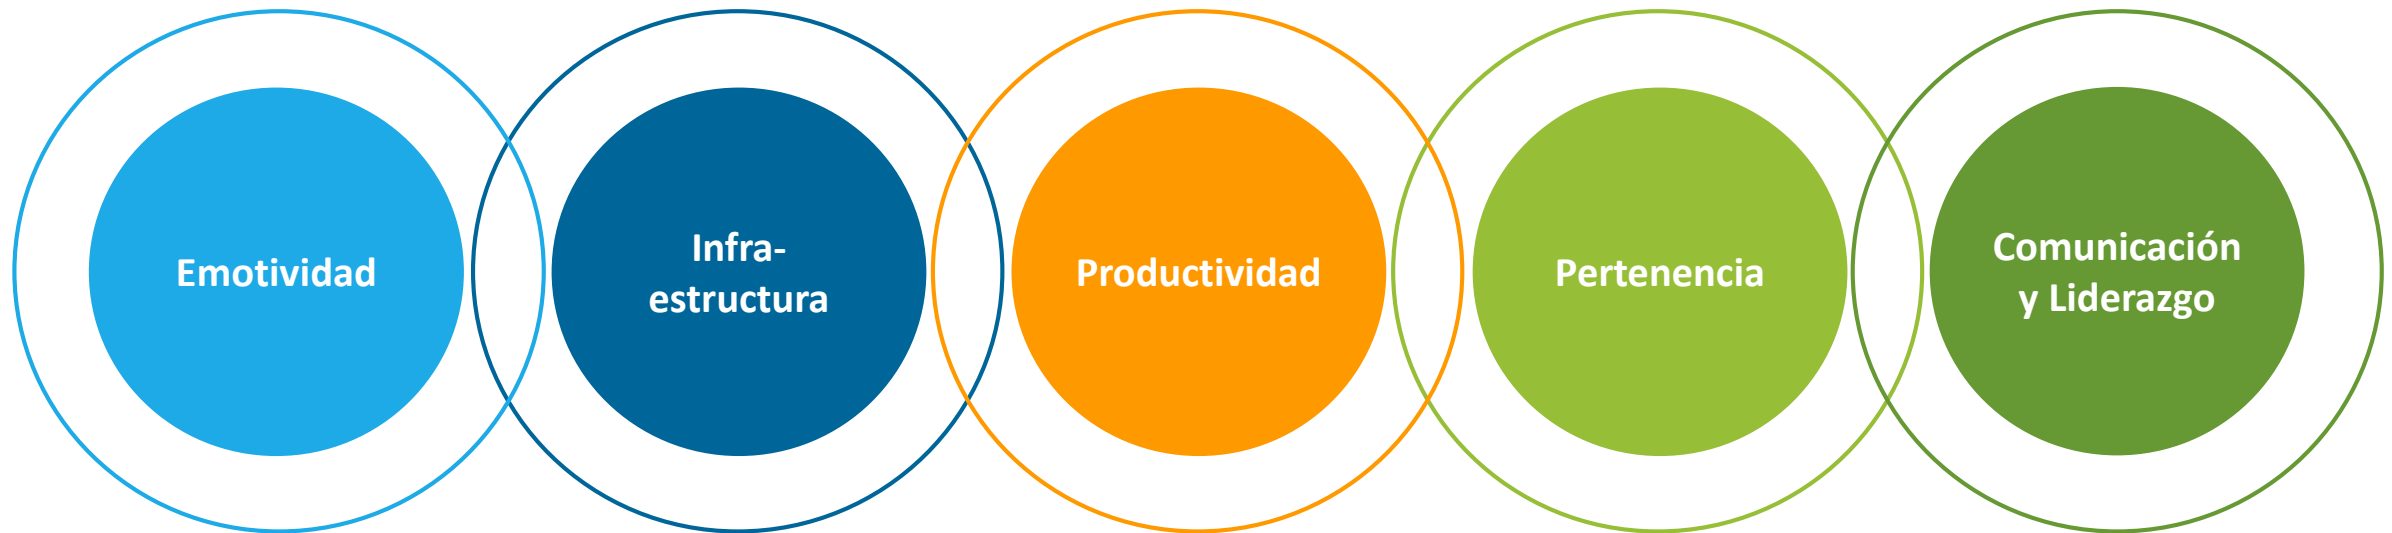 Emotividad
Infra-
estructura
Productividad
Pertenencia
Comunicación
y Liderazgo